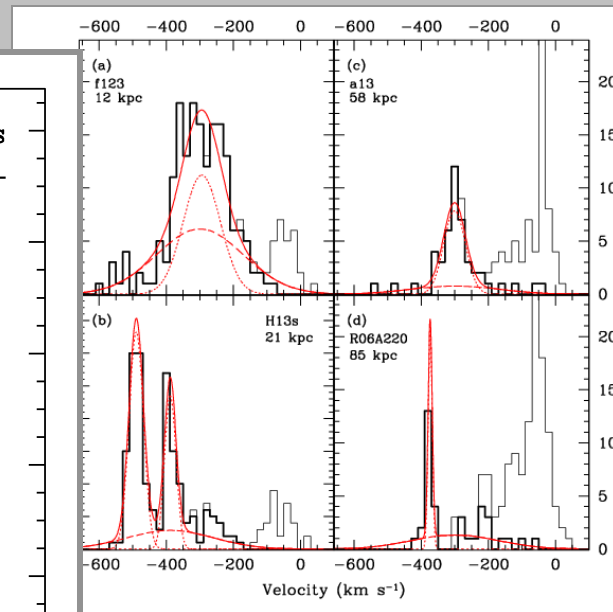 −600 −400 −200 0 −600 −400 −200 0
(a)
f123
12 kpc
(c)
a13
58 kpc
20
15
10
5
0
s
(b)
H13s
21 kpc
(d)
R06A220
85 kpc
20
15
10
5
0
−600 −400 −200 0 −600 −400 −200 0
Velocity (km s⁻¹)